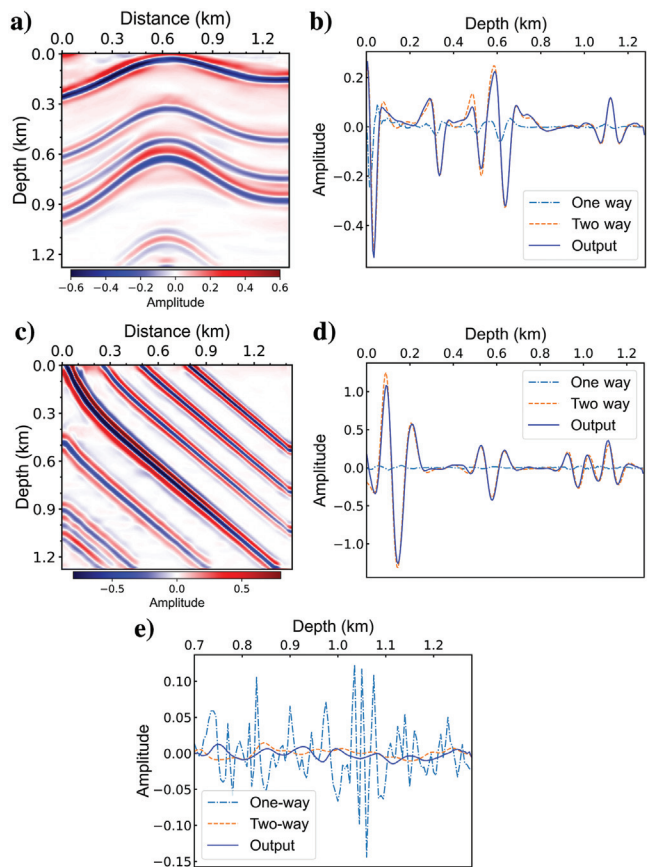 a)
Distance (km)
0.0 0.3 0.6 0.9 1.2
0.0
0.3
0.6
0.9
1.2
Depth (km)
−0.6 −0.4 −0.2 0.0 0.2 0.4 0.6
Amplitude
b)
Depth (km)
0.0 0.2 0.4 0.6 0.8 1.0 1.2
0.2
0.0
−0.2
−0.4
Amplitude
One way
Two way
Output
c)
Distance (km)
0.0 0.3 0.6 0.9 1.2
0.0
0.3
0.6
0.9
1.2
Depth (km)
−0.5 0.0 0.5
Amplitude
d)
Depth (km)
0.0 0.2 0.4 0.6 0.8 1.0 1.2
1.0
0.5
0.0
−0.5
−1.0
Amplitude
One way
Two way
Output
e)
Depth (km)
0.7 0.8 0.9 1.0 1.1 1.2
0.10
0.05
0.00
−0.05
−0.10
−0.15
Amplitude
One-way
Two-way
Output